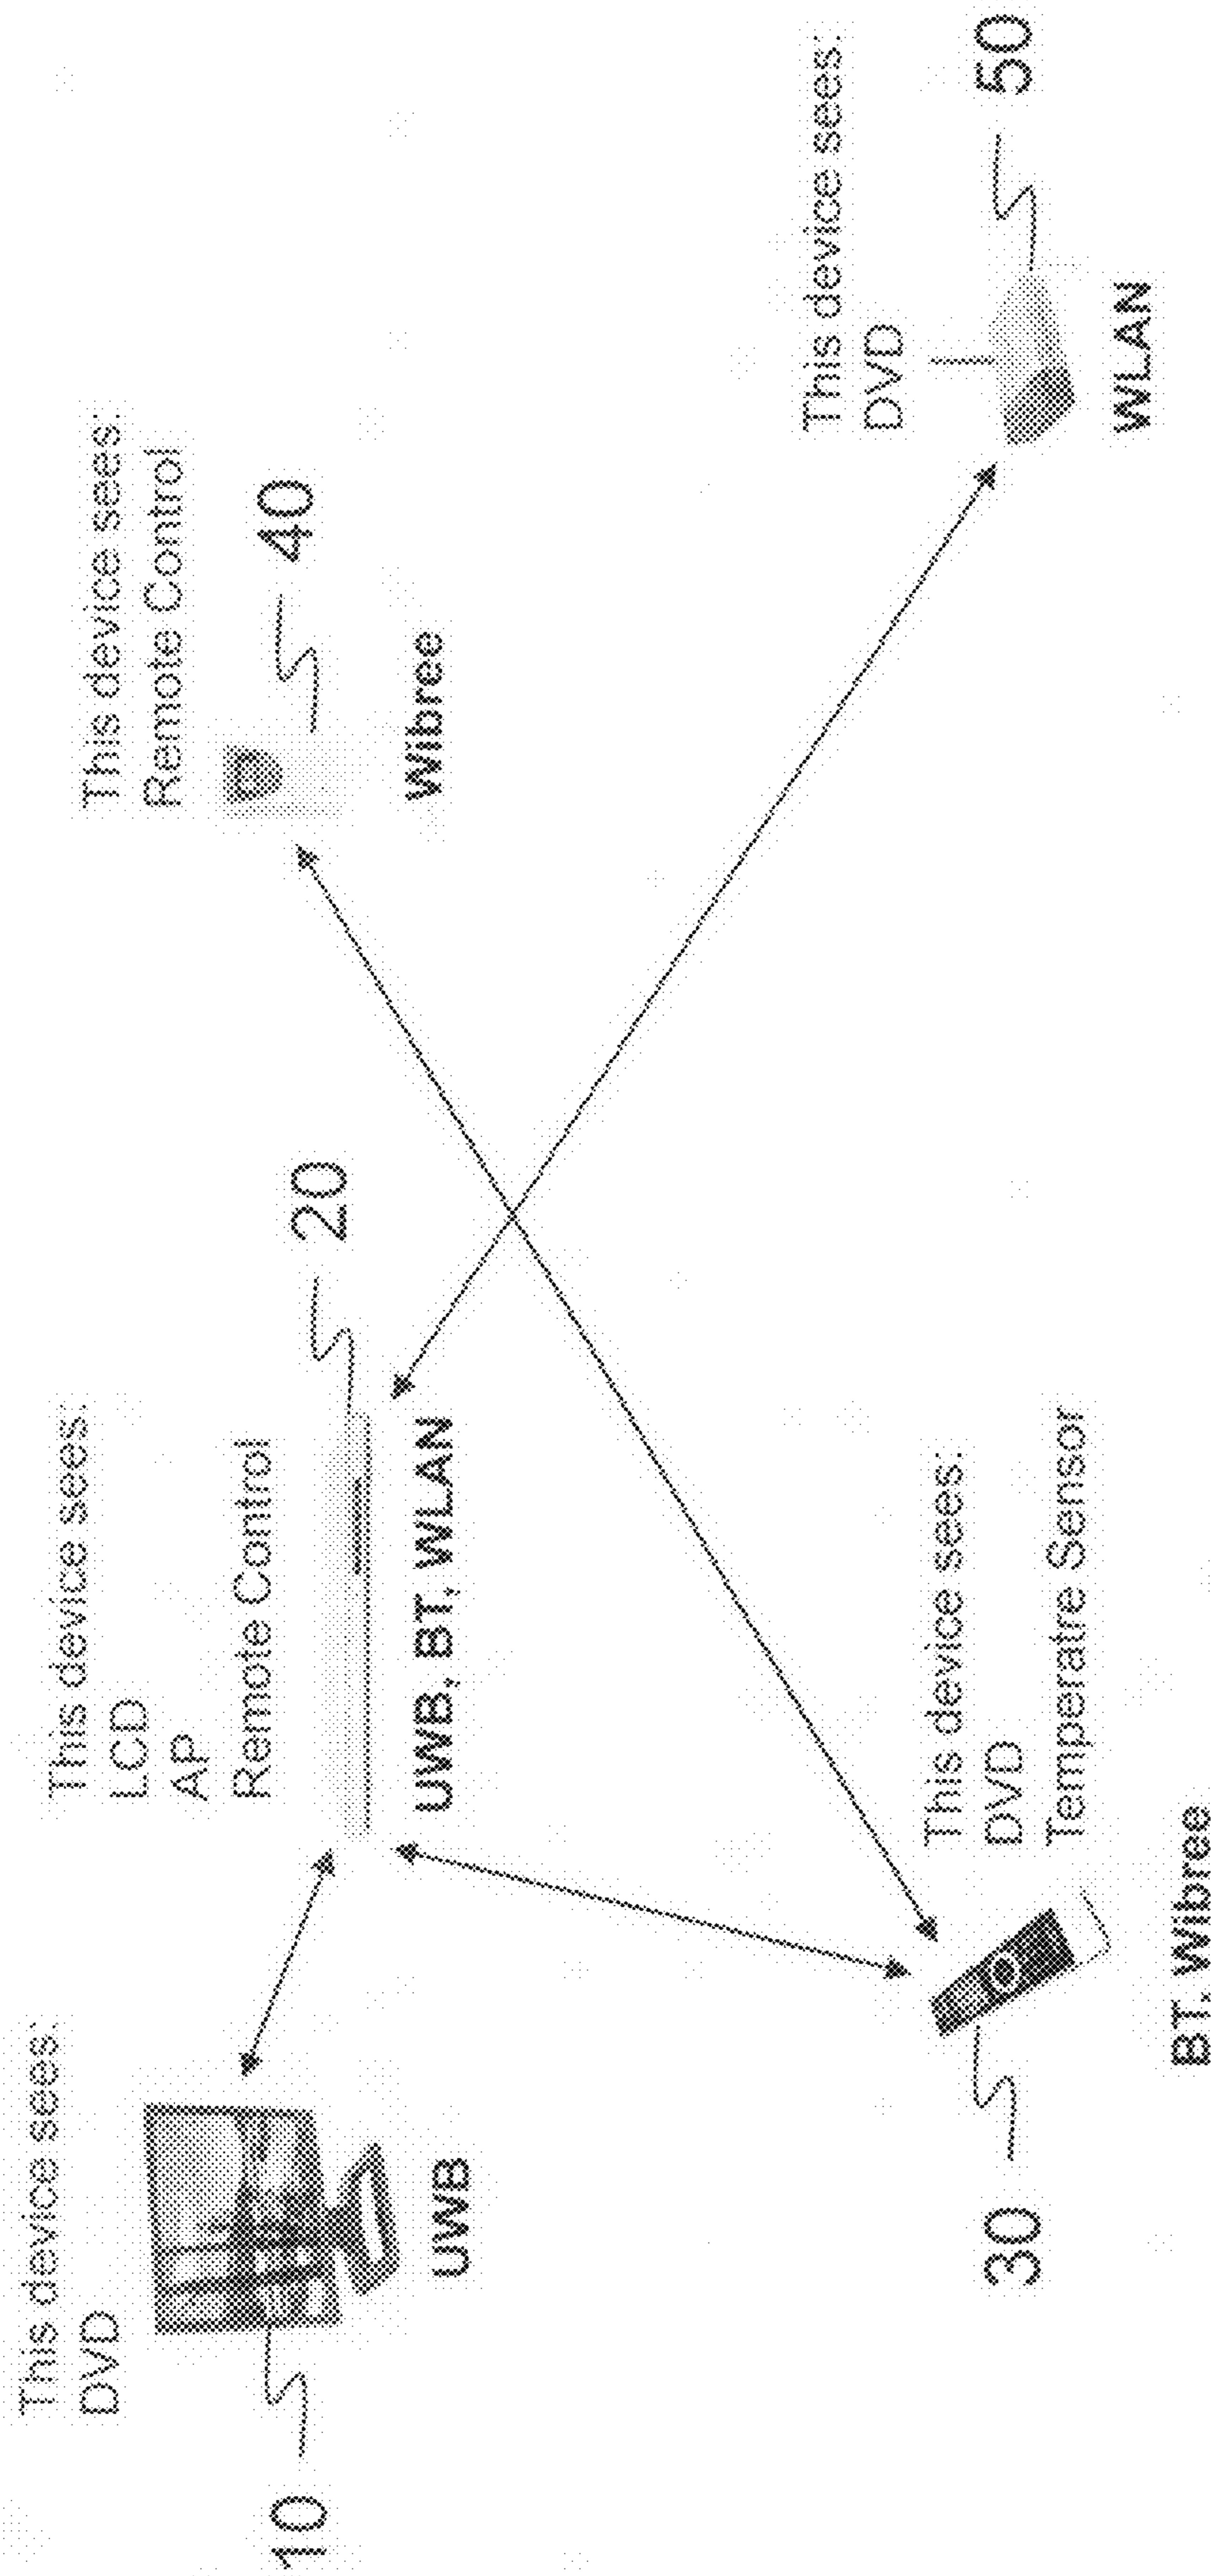 This device sees:
DVD
10
UWB
This device sees:
LCD
AP
Remote Control
20
UWB, BT, WLAN
This device sees:
Remote Control
40
Wibree
30
This device sees:
DVD
Temperatre Sensor
BT, Wibree
This device sees:
DVD
50
WLAN